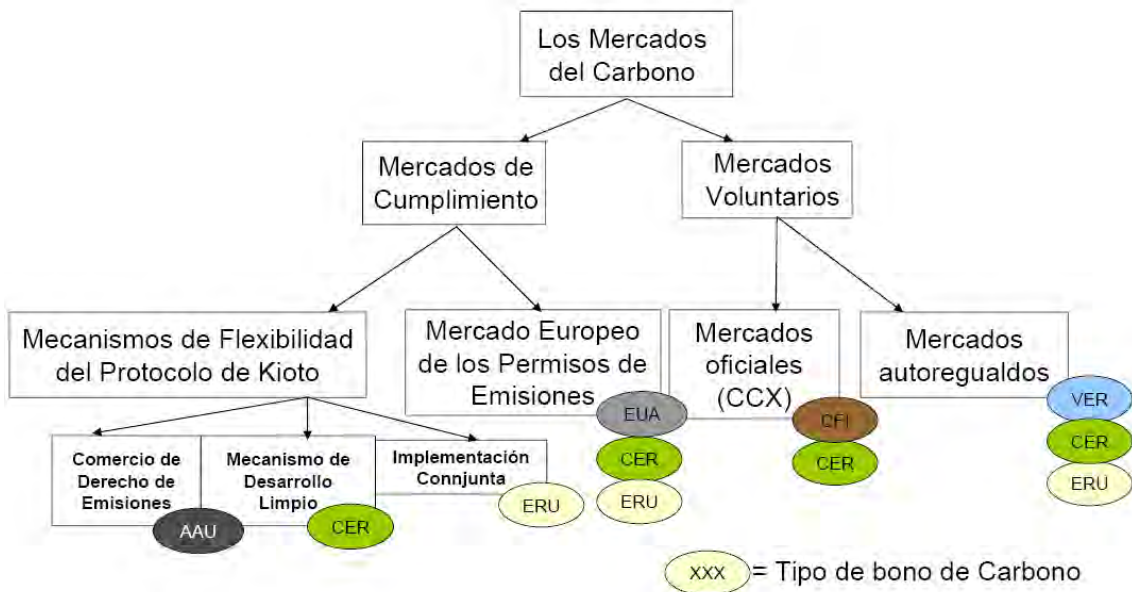 Los Mercados
del Carbono
Mercados de
Cumplimiento
Mercados
Voluntarios
Mecanismos de Flexibilidad
del Protocolo de Kioto
Mercado Europeo
de los Permisos de
Emisiones
Mercados
oficiales
(CCX)
Mercados
autoregualdos
EUA
CER
ERU
CFI
CER
VER
CER
ERU
Comercio de
Derecho de
Emisiones
AAU
Mecanismo de
Desarrollo
Limpio
CER
Implementación
Connjunta
ERU
XXX = Tipo de bono de Carbono